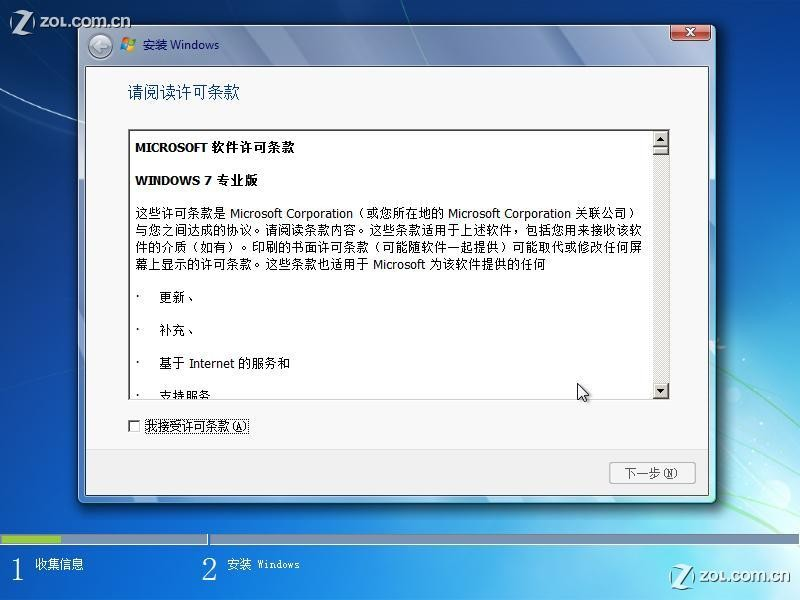 ZOL.COM.CN
安装 Windows
请阅读许可条款
MICROSOFT 软件许可条款
WINDOWS 7 专业版
这些许可条款是 Microsoft Corporation（或您所在地的 Microsoft Corporation 关联公司）
与您之间达成的协议。请阅读条款内容。这些条款适用于上述软件，包括您用来接收该软
件的介质（如有）。印刷的书面许可条款（可能随软件一起提供）可能取代或修改任何屏
幕上显示的许可条款。这些条款也适用于 Microsoft 为该软件提供的任何
· 更新、
· 补充、
· 基于 Internet 的服务和
· 支持服务
我接受许可条款(A)
下一步(N)
1 收集信息
2 安装 Windows
ZOL.COM.CN